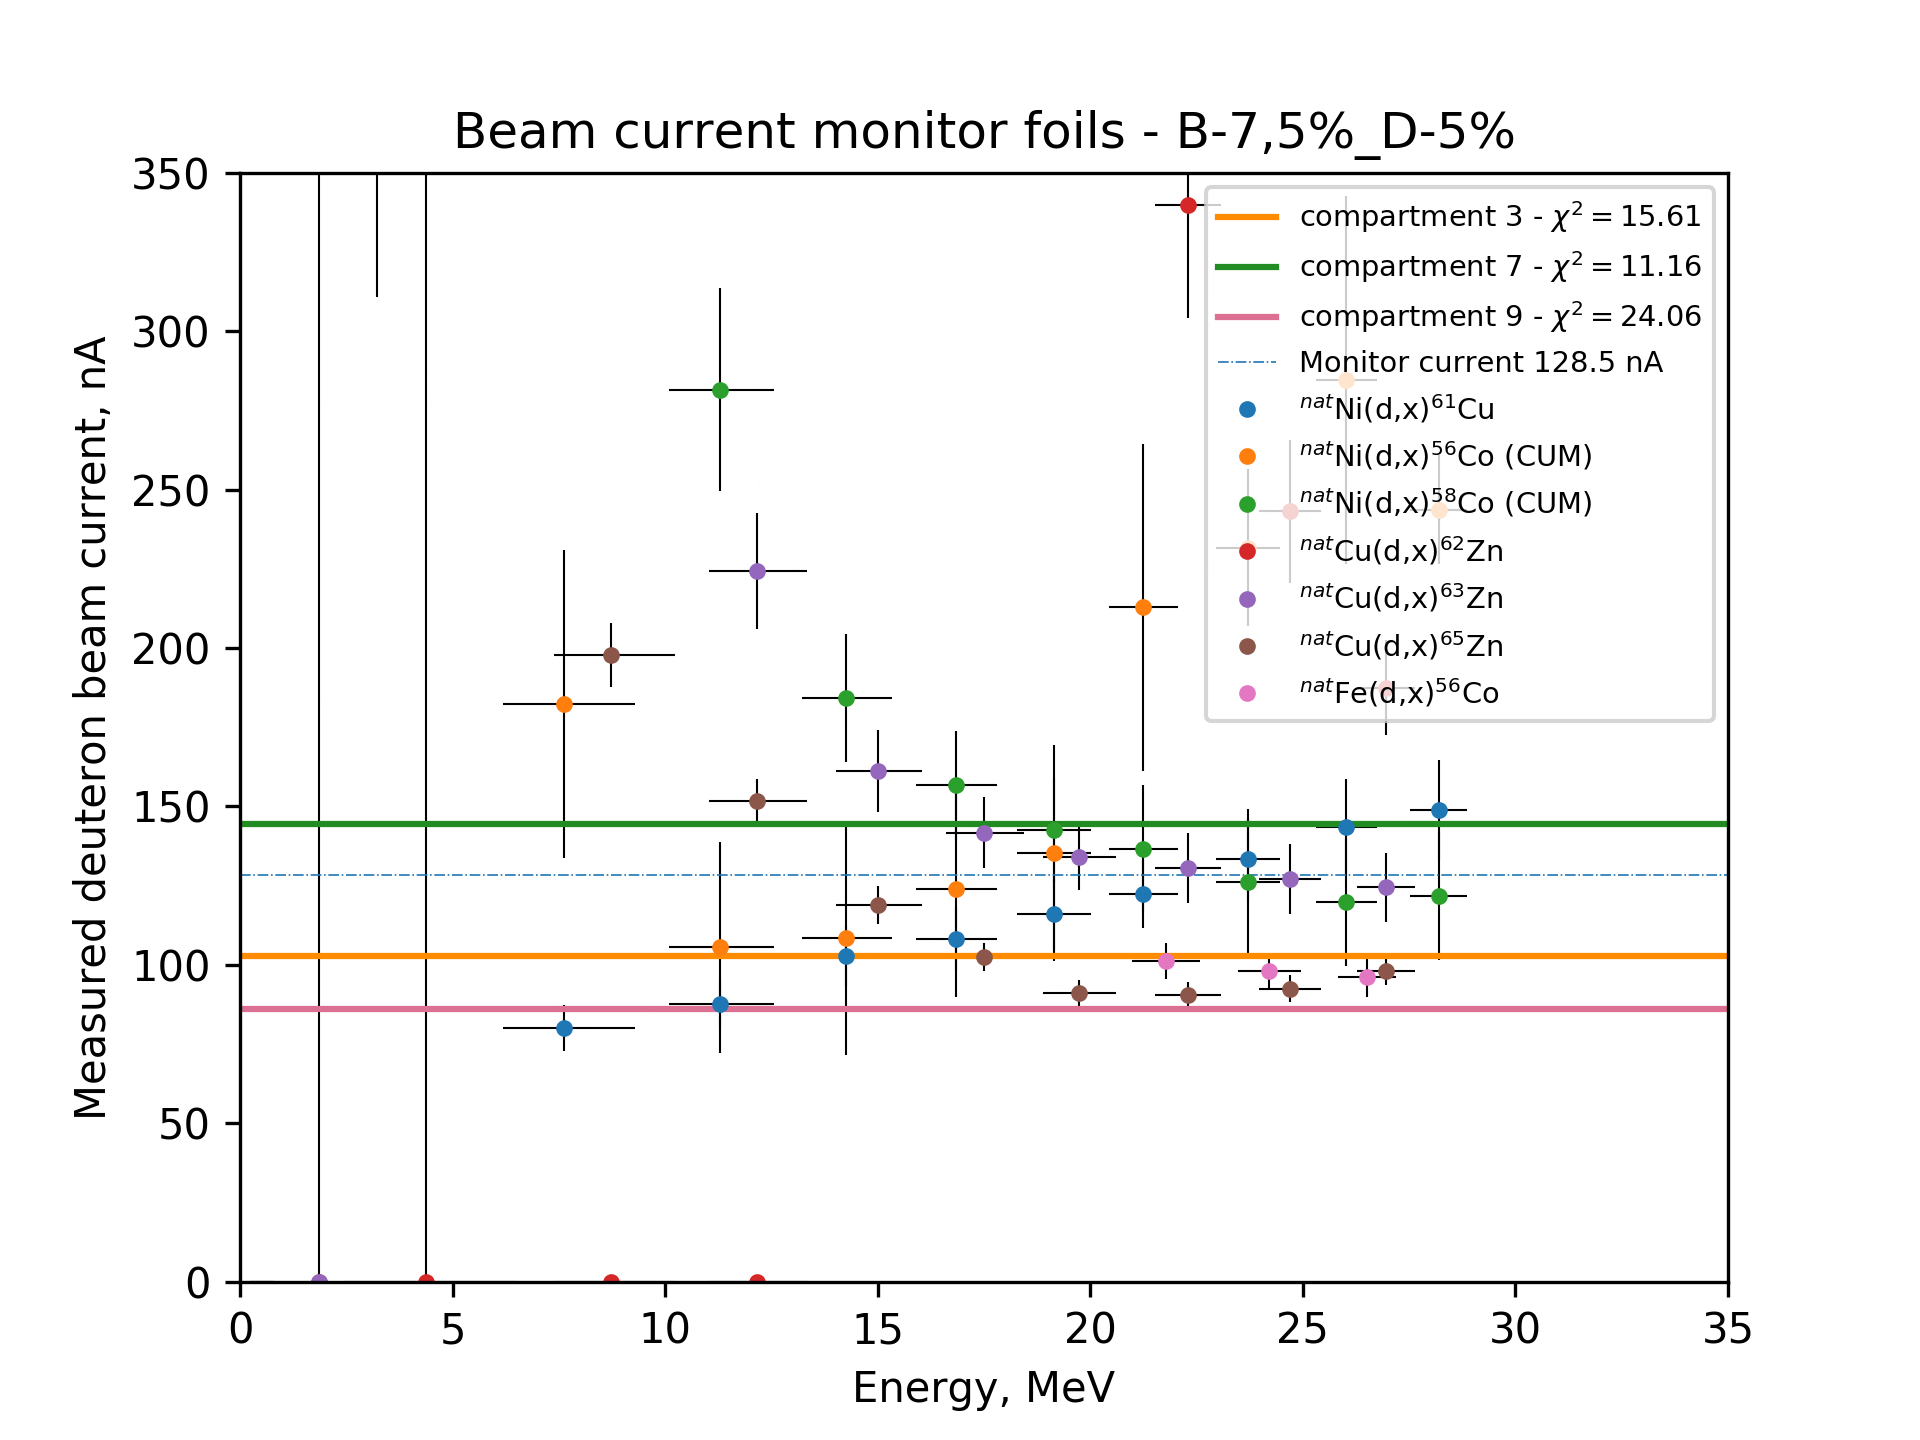 Beam current monitor foils - B-7,5%_D-5%
350
300
250
200
150
100
50
0
Measured deuteron beam current, nA
compartment 3 - χ² = 15.61
compartment 7 - χ² = 11.16
compartment 9 - χ² = 24.06
Monitor current 128.5 nA
ⁿᵃᵗNi(d,x)⁶¹Cu
ⁿᵃᵗNi(d,x)⁵⁶Co (CUM)
ⁿᵃᵗNi(d,x)⁵⁸Co (CUM)
ⁿᵃᵗCu(d,x)⁶²Zn
ⁿᵃᵗCu(d,x)⁶³Zn
ⁿᵃᵗCu(d,x)⁶⁵Zn
ⁿᵃᵗFe(d,x)⁵⁶Co
0 5 10 15 20 25 30 35
Energy, MeV